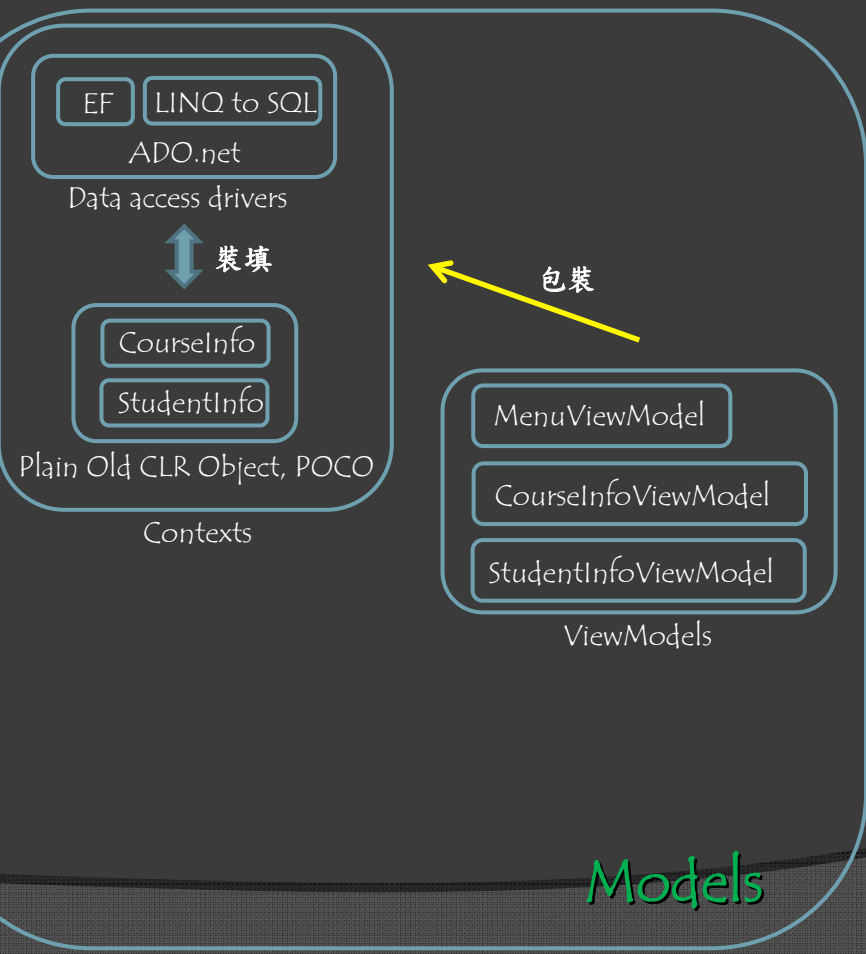 EF
LINQ to SQL
ADO.net
Data access drivers
裝填
包裝
CourseInfo
StudentInfo
Plain Old CLR Object, POCO
Contexts
MenuViewModel
CourseInfoViewModel
StudentInfoViewModel
ViewModels
Models